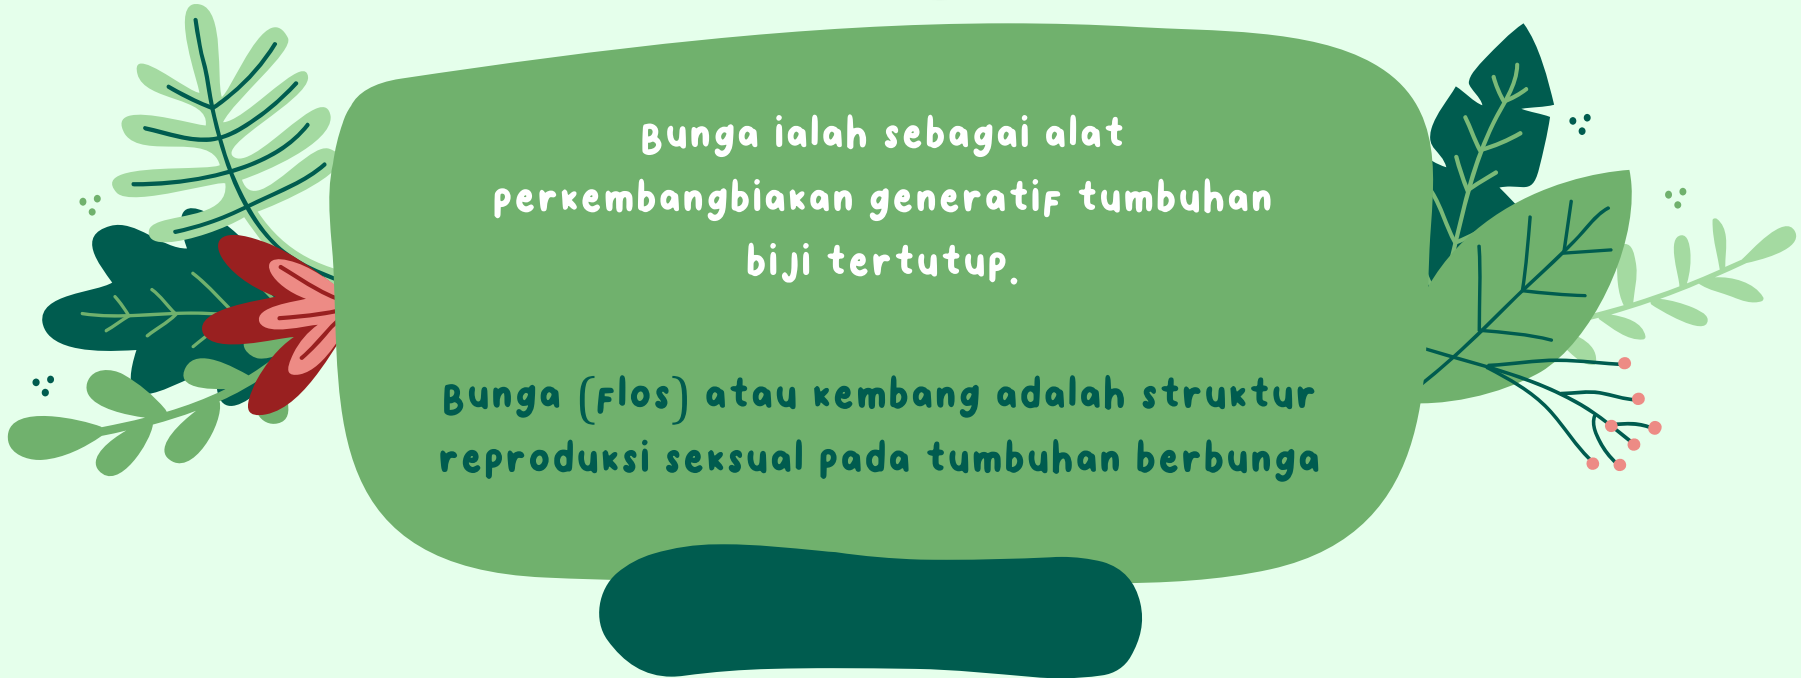 Bunga ialah sebagai alat
perkembangbiakan generatif tumbuhan
biji tertutup.
Bunga (flos) atau kembang adalah struktur
reproduksi seksual pada tumbuhan berbunga